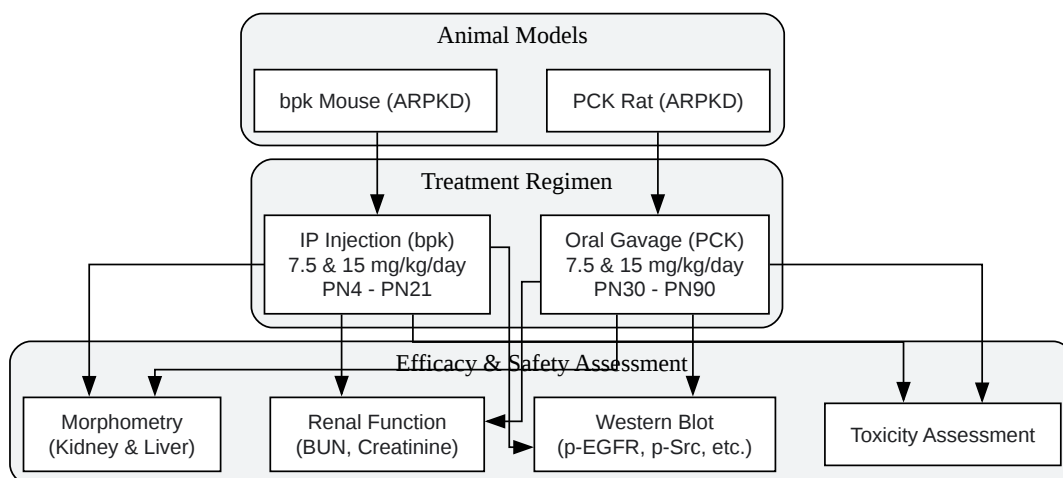 Animal Models
bpk Mouse (ARPKD)
PCK Rat (ARPKD)
Treatment Regimen
IP Injection (bpk)
7.5 & 15 mg/kg/day
PN4 - PN21
Oral Gavage (PCK)
7.5 & 15 mg/kg/day
PN30 - PN90
Efficacy & Safety Assessment
Morphometry
(Kidney & Liver)
Renal Function
(BUN, Creatinine)
Western Blot
(p-EGFR, p-Src, etc.)
Toxicity Assessment